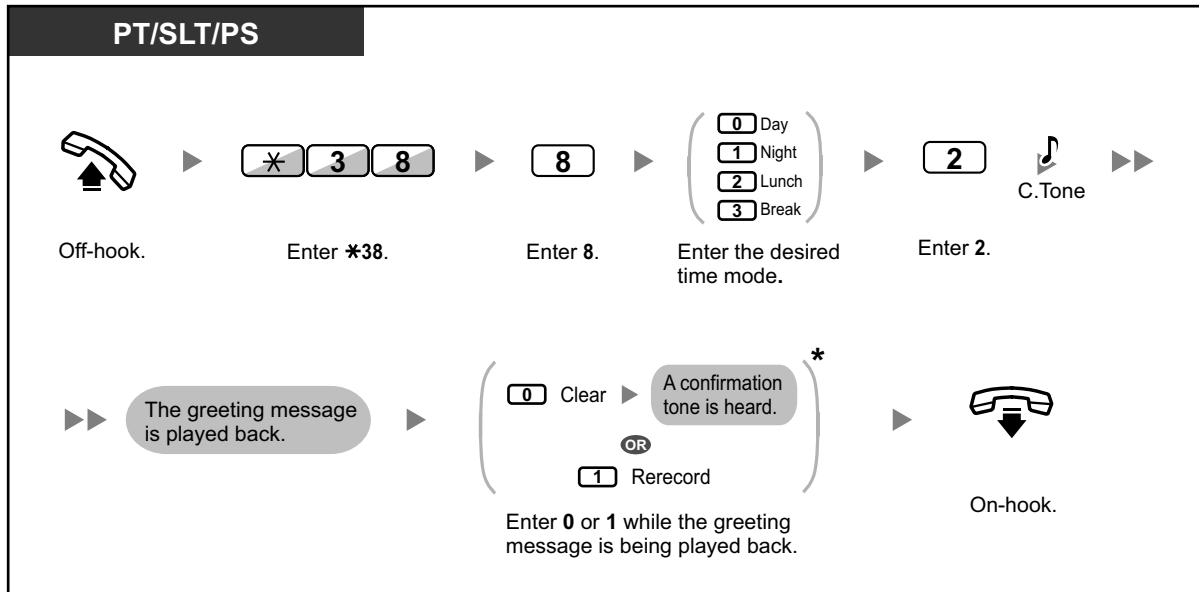 PT/SLT/PS
0 Day
1 Night
2 Lunch
3 Break
✳ 3 8
8
2
C.Tone
Off-hook.
Enter ✳38.
Enter 8.
Enter the desired
time mode.
Enter 2.
The greeting message
is played back.
0 Clear
A confirmation
tone is heard.
*
OR
1 Rerecord
Enter 0 or 1 while the greeting
message is being played back.
On-hook.